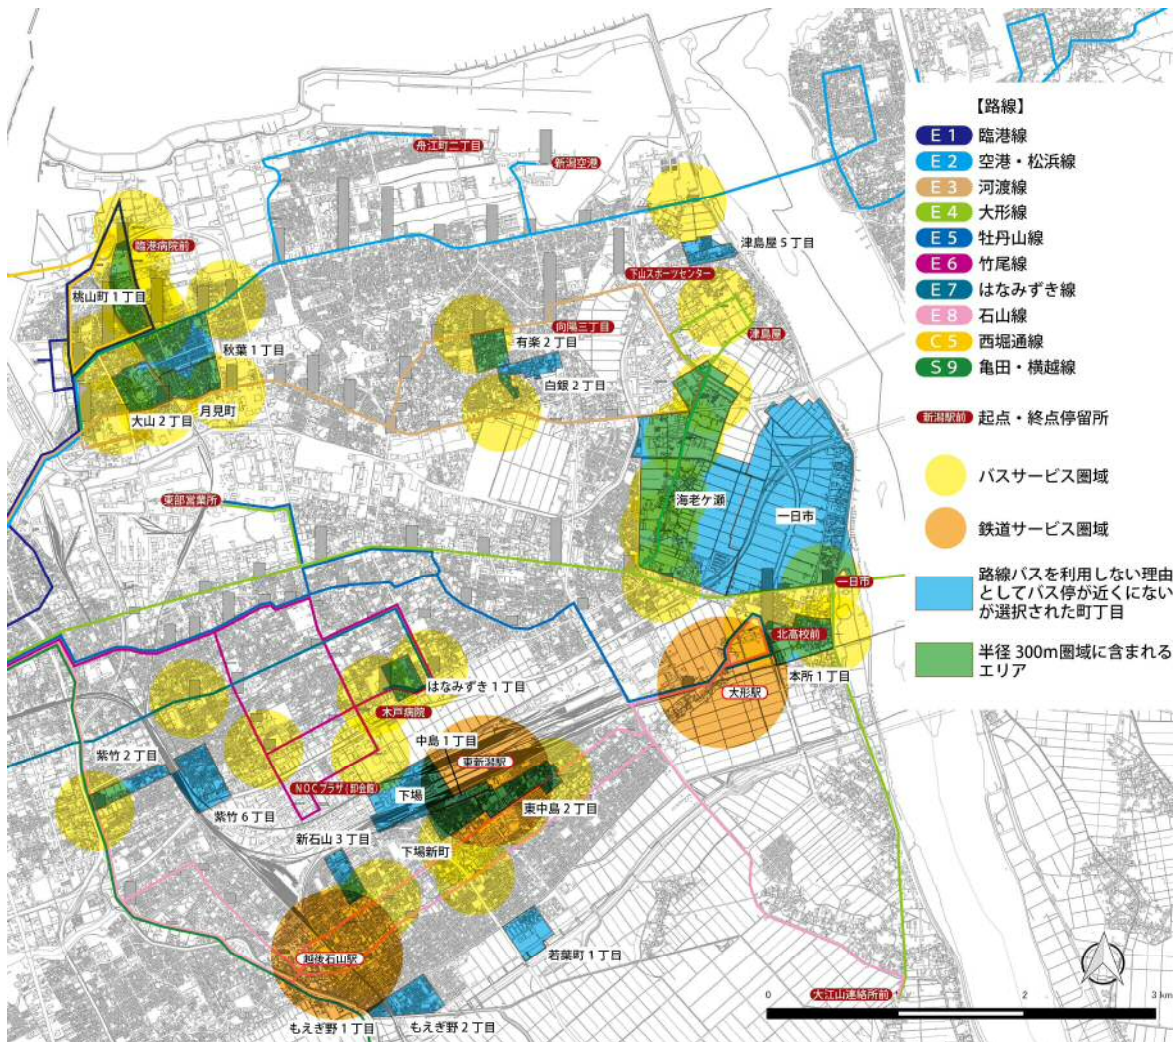 【路線】
E 1 臨港線
E 2 空港・松浜線
E 3 河渡線
E 4 大形線
E 5 牡丹山線
E 6 竹尾線
E 7 はなみずき線
E 8 石山線
C 5 西堀通線
S 9 亀田・横越線
新潟駅前 起点・終点停留所
バスサービス圏域
鉄道サービス圏域
路線バスを利用しない理由
としてバス停が近くにない
が選択された町丁目
半径 300m圏域に含まれる
エリア
舟江町二丁目
新潟空港
臨港病院前
津島屋 5 丁目
下山スポーツセンター
桃山町 1 丁目
向陽三丁目
津島屋
有楽 2 丁目
秋葉 1 丁目
白銀 2 丁目
月見町
大山 2 丁目
東部営業所
海老ケ瀬
一日市
一日市
北高校前
本所 1 丁目
大形駅
はなみずき 1 丁目
木戸病院
中島 1 丁目
紫竹 2 丁目
東新潟駅
NOCプラザ(卸会館)
下場
東中島 2 丁目
紫竹 6 丁目
新石山 3 丁目
下場新町
若葉町 1 丁目
越後石山駅
大江山連絡所前
もえぎ野 1 丁目
もえぎ野 2 丁目
0 1 2 3 km